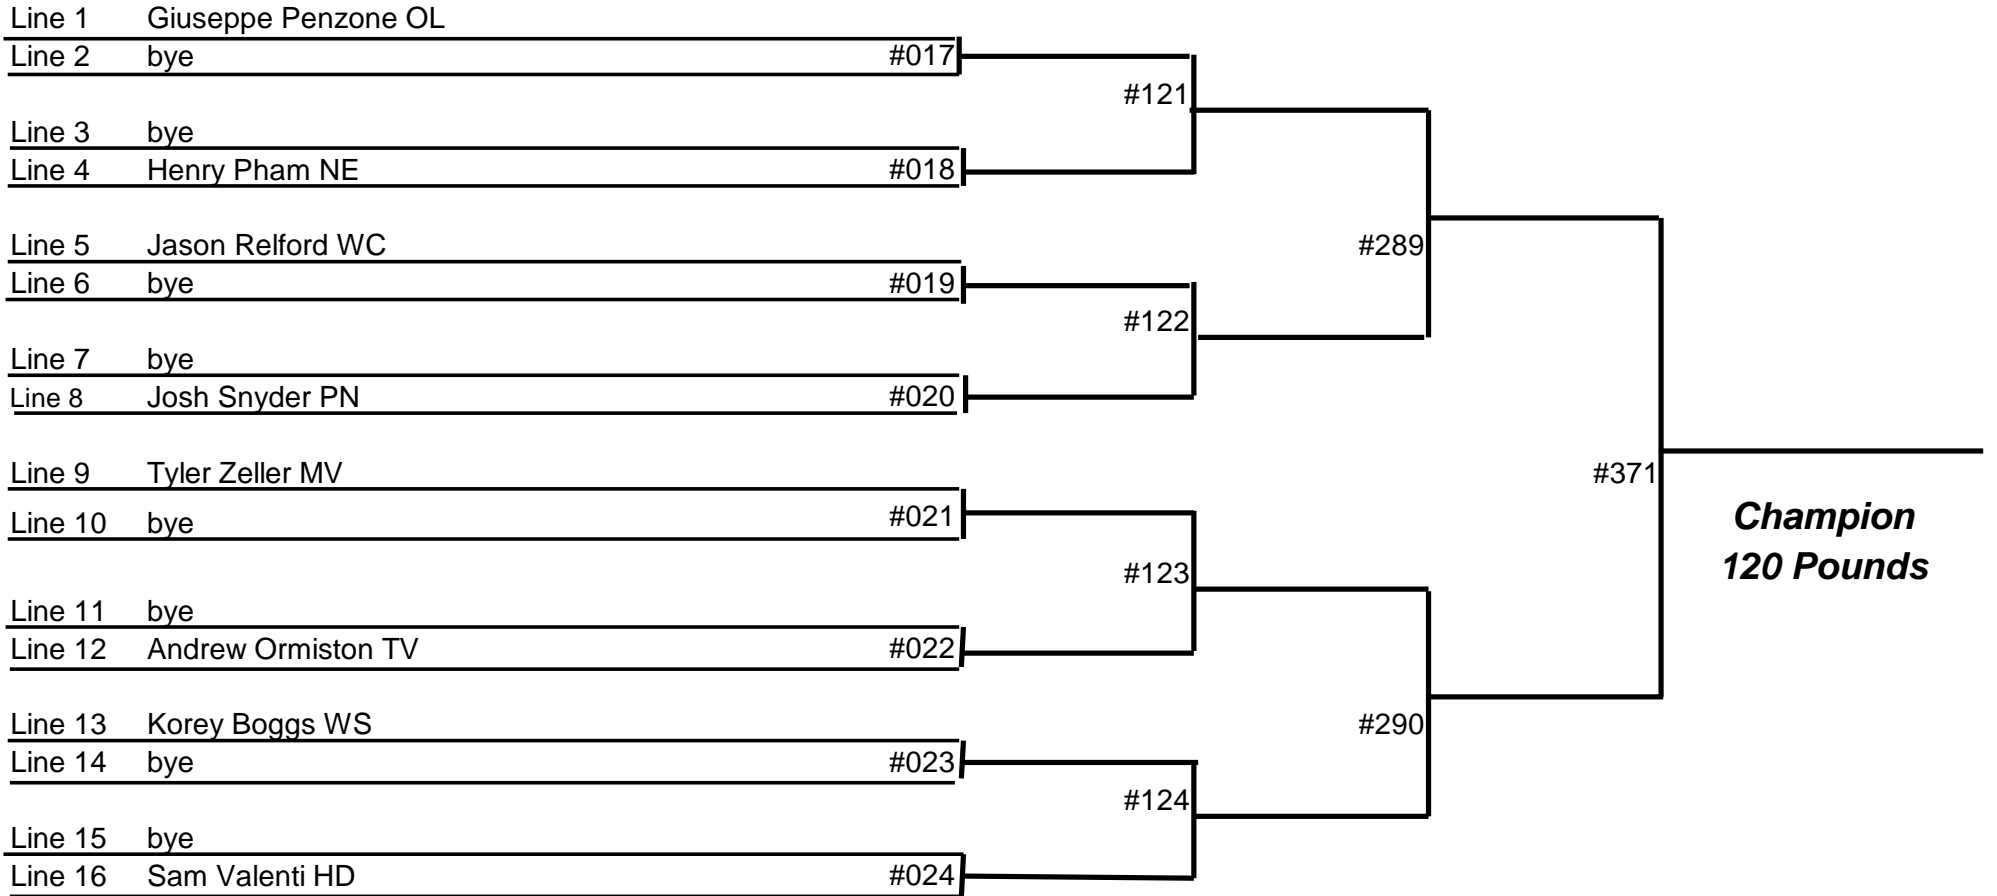 Line 1 Giuseppe Penzone OL
Line 2 bye #017
#121
Line 3 bye
Line 4 Henry Pham NE #018
Line 5 Jason Relford WC #289
Line 6 bye #019
#122
Line 7 bye
Line 8 Josh Snyder PN #020
Line 9 Tyler Zeller MV #371
Line 10 bye #021
Champion
120 Pounds
#123
Line 11 bye
Line 12 Andrew Ormiston TV #022
Line 13 Korey Boggs WS #290
Line 14 bye #023
#124
Line 15 bye
Line 16 Sam Valenti HD #024